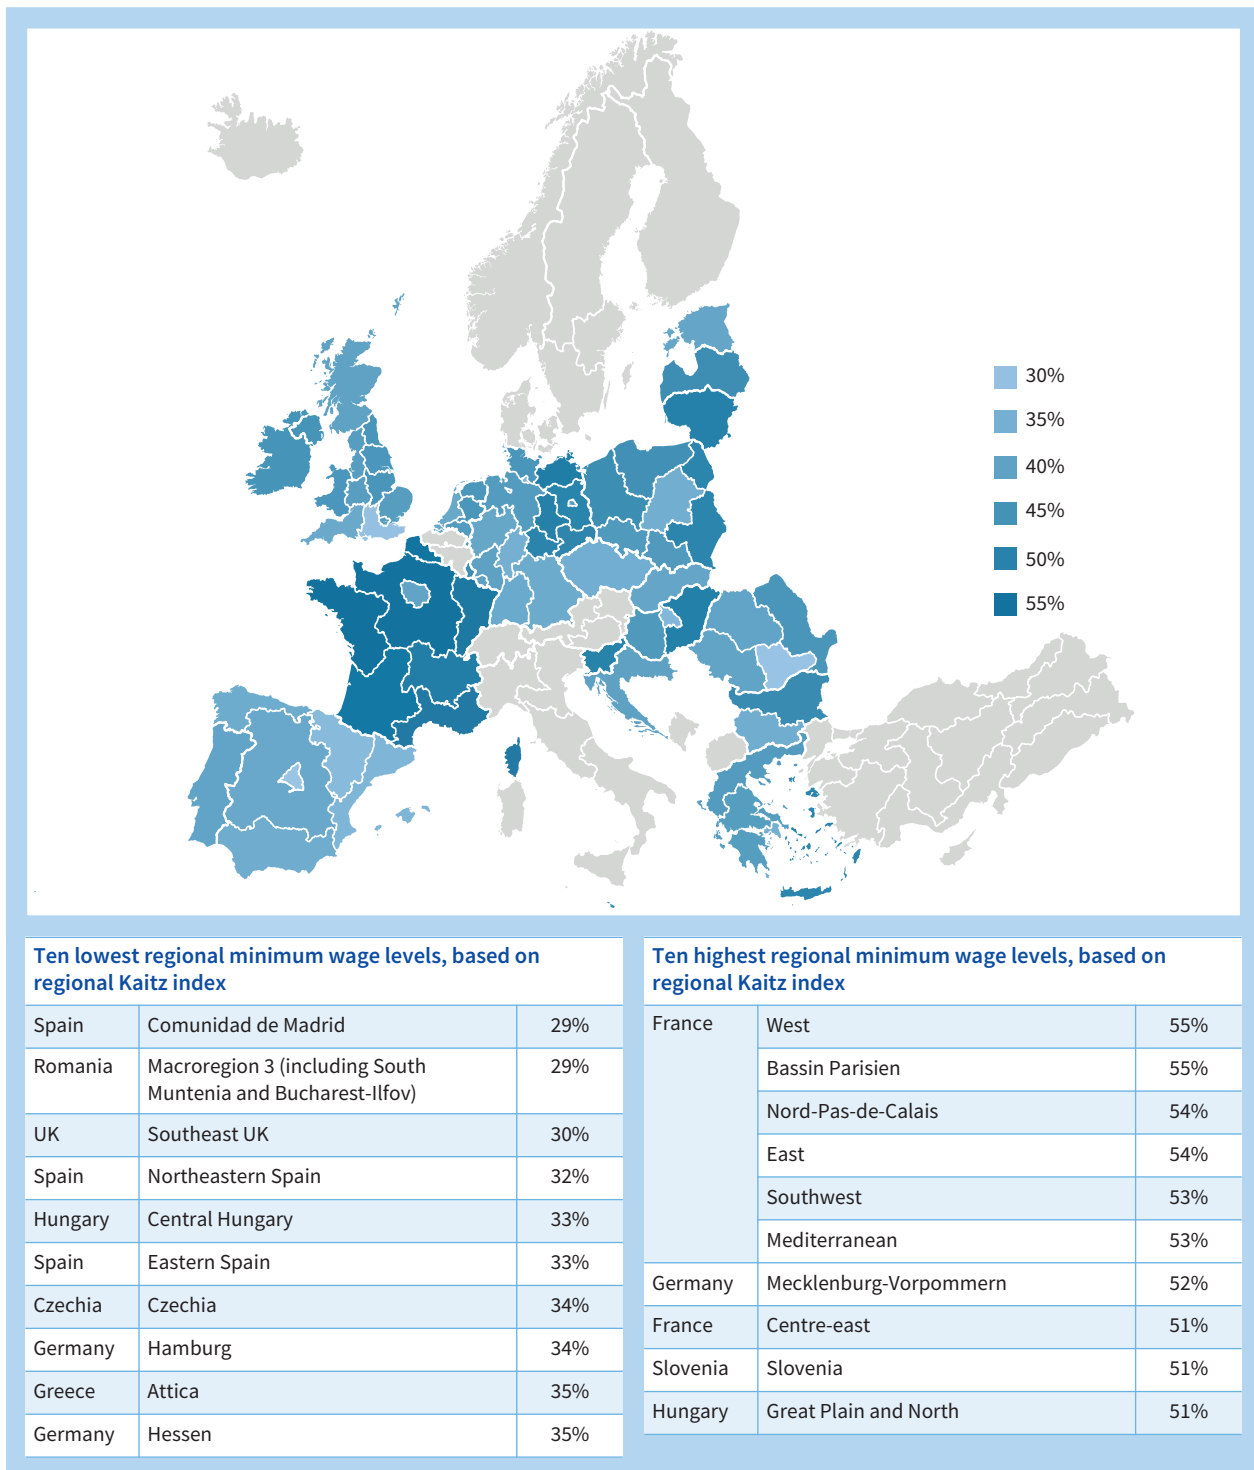 30%
35%
40%
45%
50%
55%
Ten lowest regional minimum wage levels, based on
regional Kaitz index
Spain Comunidad de Madrid 29%
Romania Macroregion 3 (including South 29%
Muntenia and Bucharest-Ilfov)
UK Southeast UK 30%
Spain Northeastern Spain 32%
Hungary Central Hungary 33%
Spain Eastern Spain 33%
Czechia Czechia 34%
Germany Hamburg 34%
Greece Attica 35%
Germany Hessen 35%
Ten highest regional minimum wage levels, based on
regional Kaitz index
France West 55%
Bassin Parisien 55%
Nord-Pas-de-Calais 54%
East 54%
Southwest 53%
Mediterranean 53%
Germany Mecklenburg-Vorpommern 52%
France Centre-east 51%
Slovenia Slovenia 51%
Hungary Great Plain and North 51%